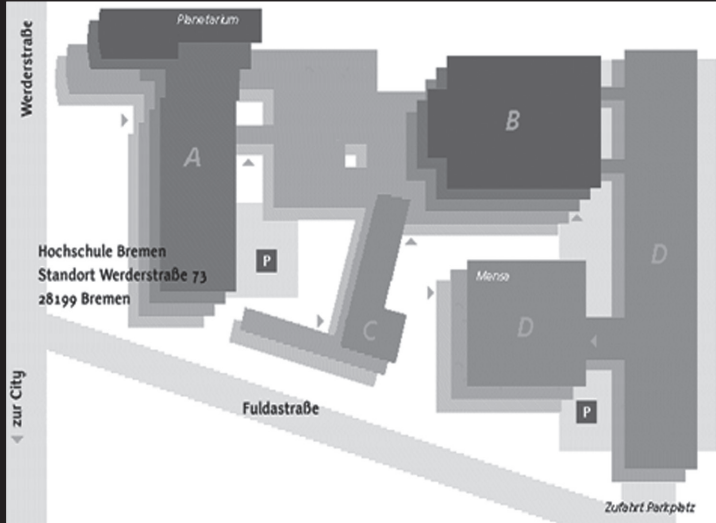 Planetarium
Werderstraße
A
B
Hochschule Bremen
Standort Werderstraße 73
28199 Bremen
P
D
Mensa
D
C
zur City
Fuldastraße
P
Zufahrt Parkplatz